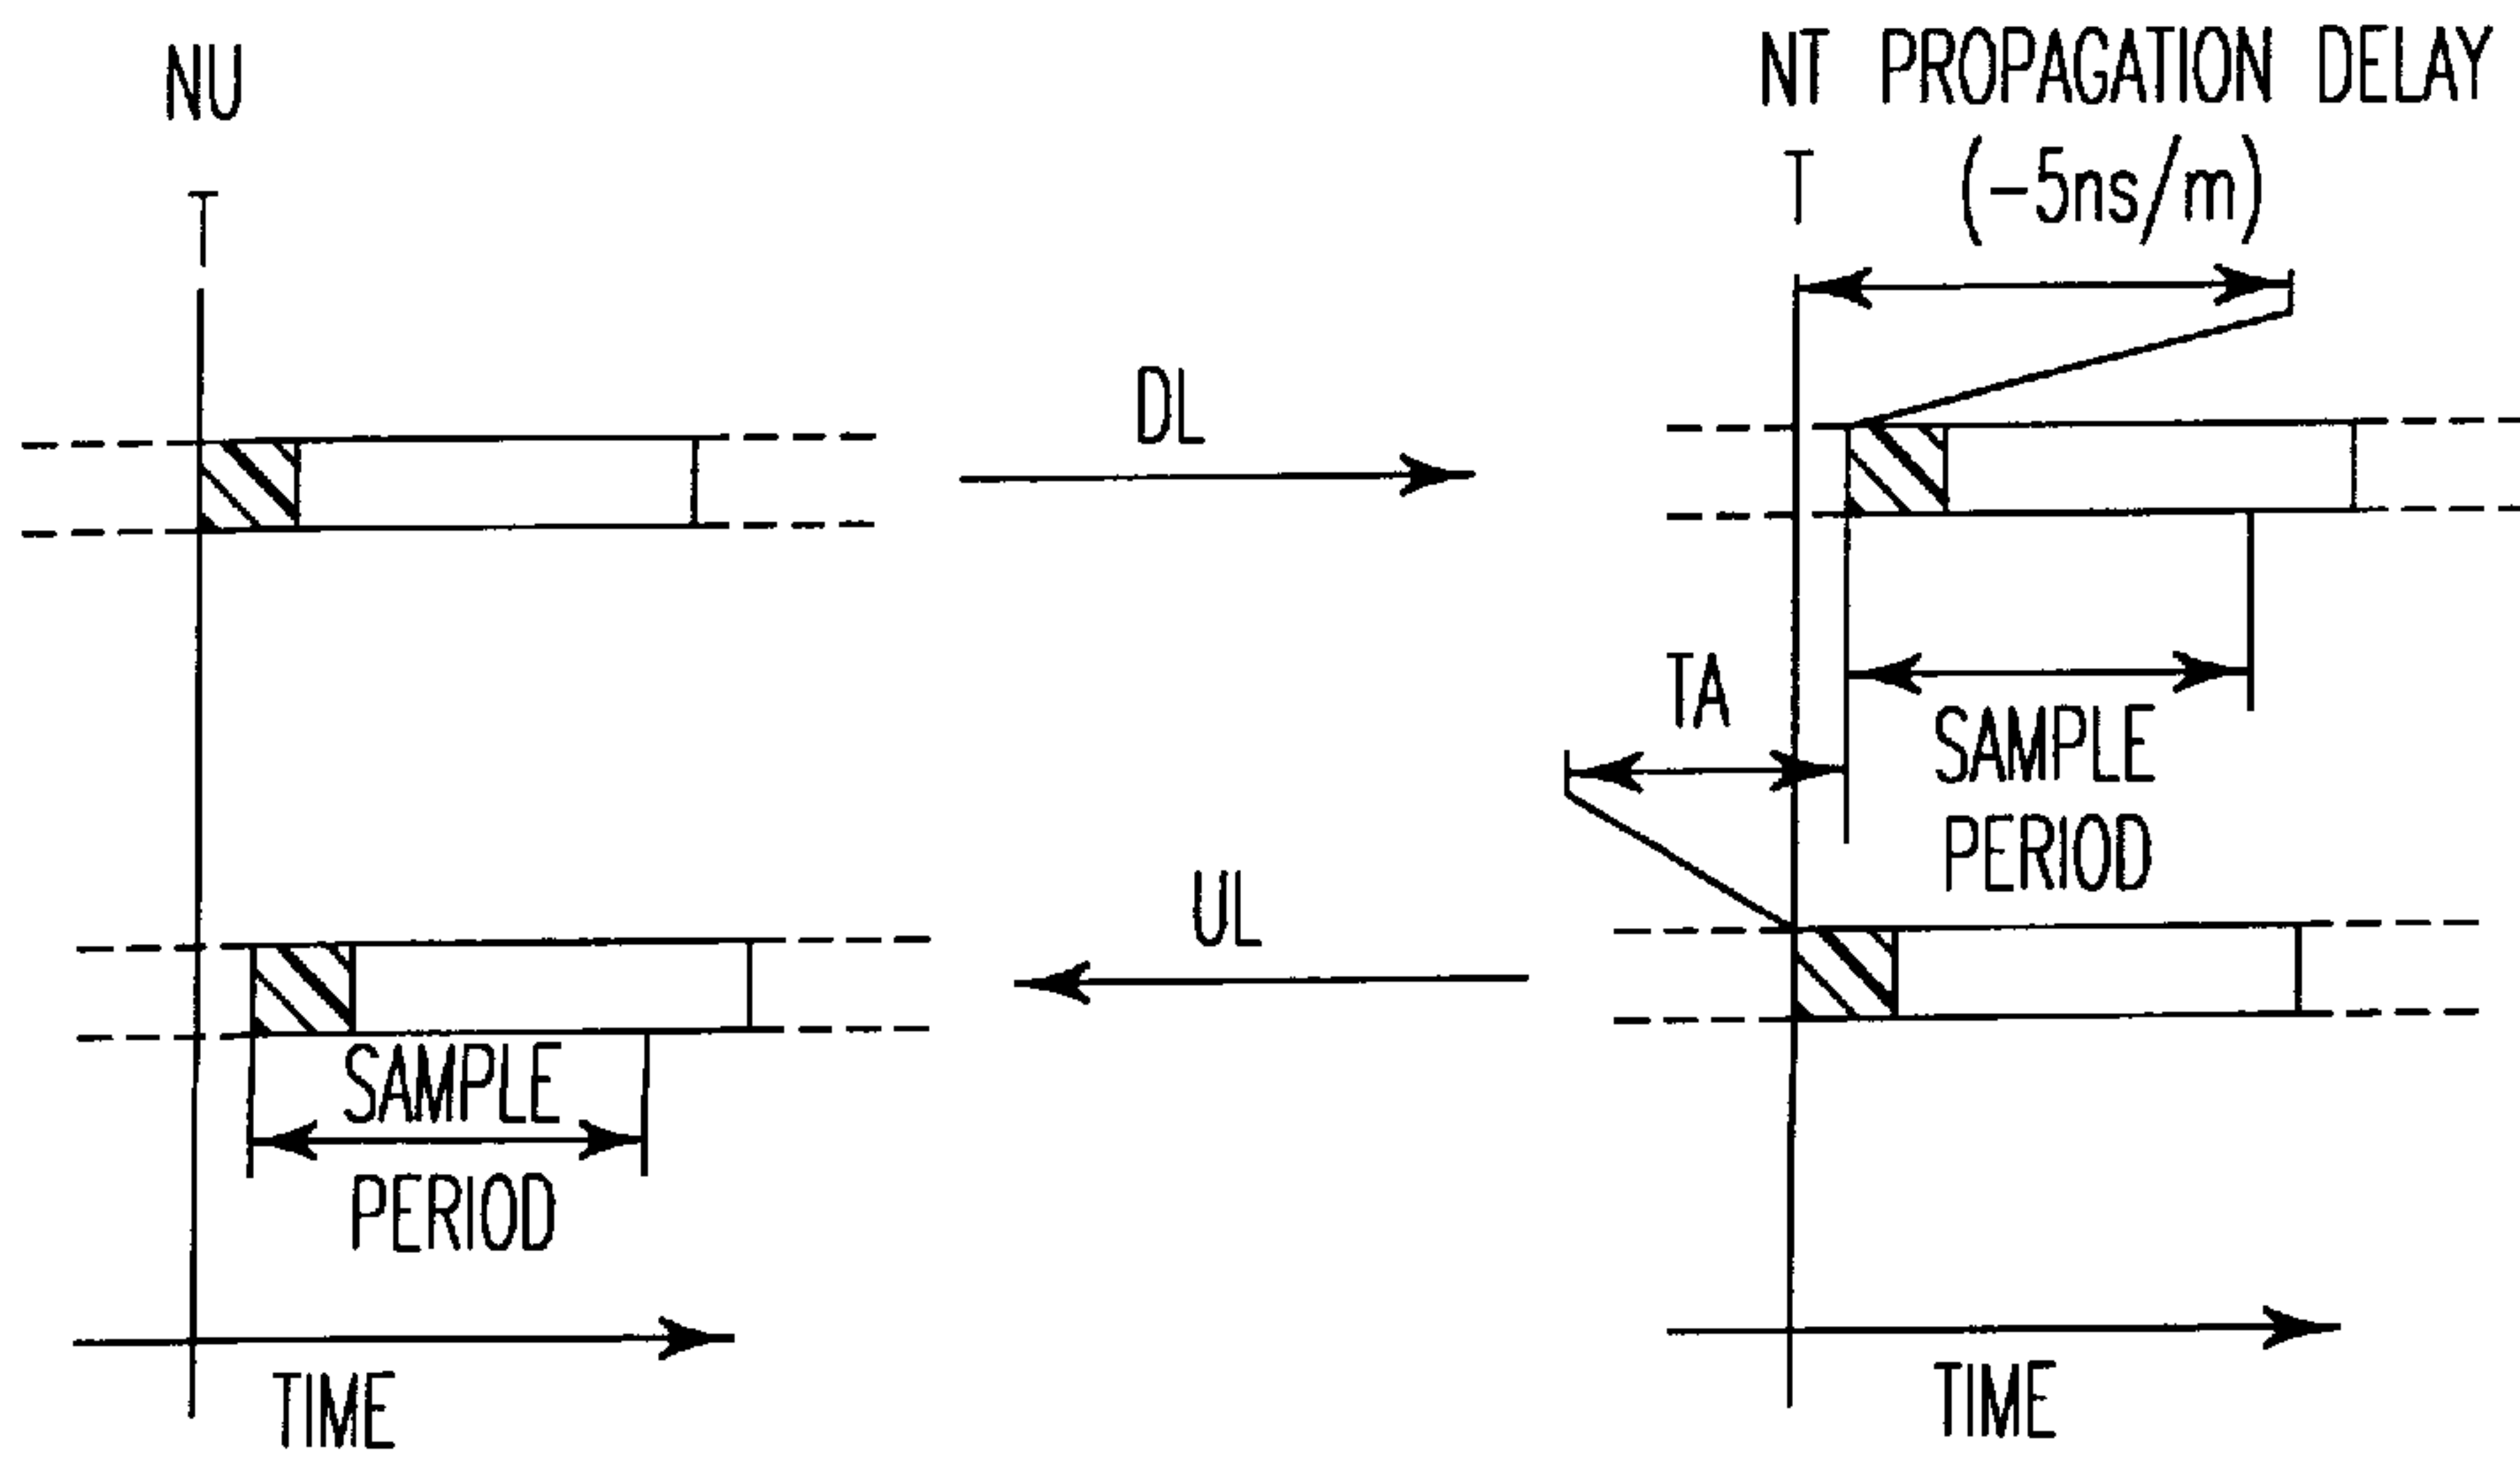 NU
T
NT PROPAGATION DELAY
T
(-5ns/m)
DL
TA
SAMPLE
PERIOD
UL
SAMPLE
PERIOD
TIME
TIME